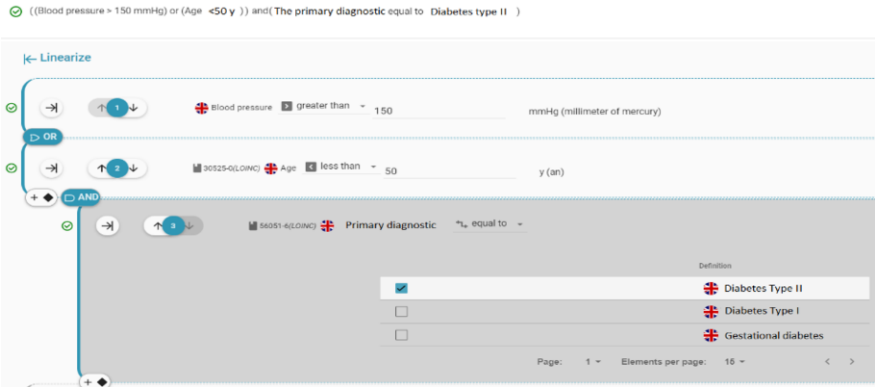 ((Blood pressure > 150 mmHg) or (Age <50 y )) and( The primary diagnostic equal to Diabetes type II )
Linearize
1 Blood pressure greater than 150 mmHg (millimeter of mercury)
OR
2 30525-0(LOINC) Age less than 50 y (an)
+ AND
3 56051-6(LOINC) Primary diagnostic equal to
Definition
Diabetes Type II
Diabetes Type I
Gestational diabetes
Page: 1 Elements per page: 15
+